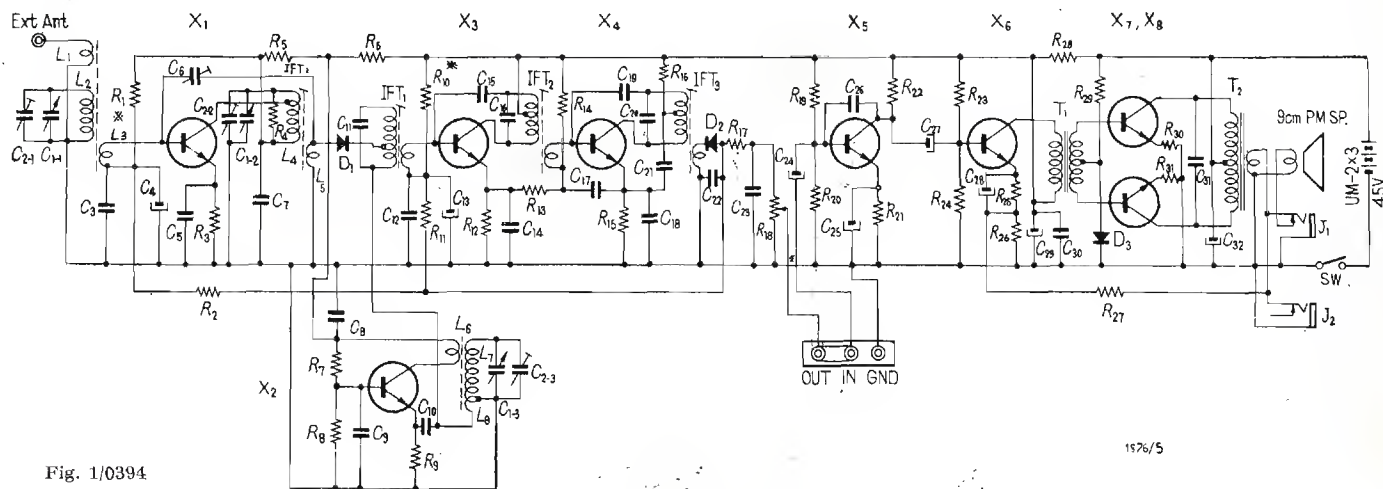 Ext Ant
X1
X3
X4
X5
X6
X7, X8
L1
L2
L3
C2-1
C1-1
R1
※
C3
C4
C6
C5
R3
C1-2
R5
R6
IFT2
L4
L5
C7
D1
C11
IFT1
R10
※
C15
C12
R11
C13
R12
C14
R13
IFT2
R14
C19
C17
R15
C20
R16
IFT3
C21
C18
D2
R17
C22
C23
R18
C24
R19
R20
C26
R22
C25
R21
C27
R23
R24
C28
R25
R26
R28
T1
C29
C30
R29
D3
R30
R31
C31
T2
C32
9cm PM SP.
UM-2x3
4.5V
J1
SW
J2
R2
R27
C8
L6
L7
L8
C2-3
C1-3
R7
X2
R8
C9
C10
R9
OUT IN GND
1976/5
Fig. 1/0394